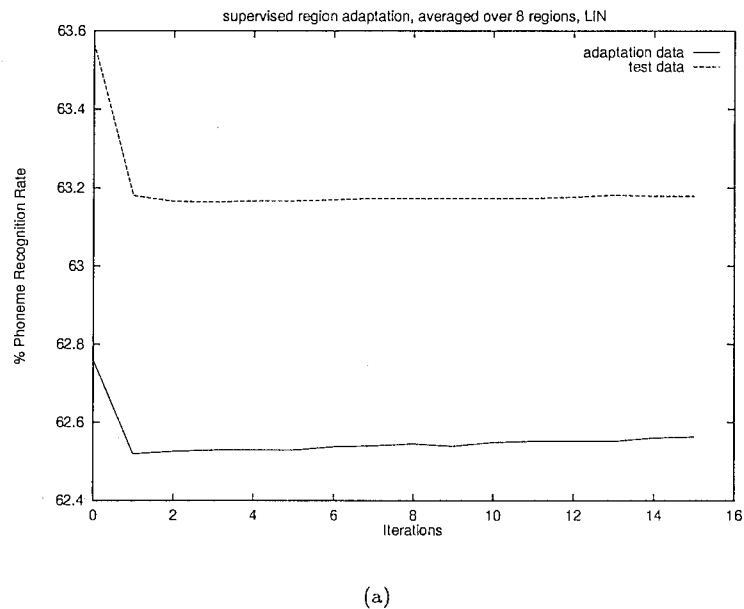 supervised region adaptation, averaged over 8 regions, LIN
63.6
63.4
63.2
63
62.8
62.6
62.4
% Phoneme Recognition Rate
adaptation data
test data
0 2 4 6 8 10 12 14 16
Iterations
(a)